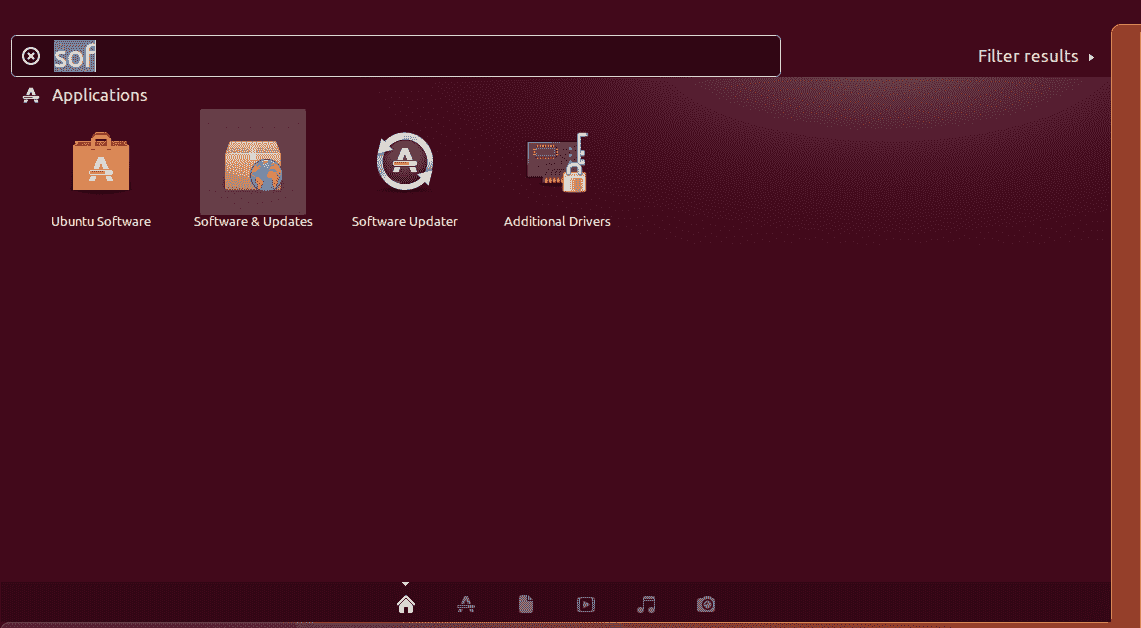 sof
Filter results
Applications
Ubuntu Software
Software & Updates
Software Updater
Additional Drivers